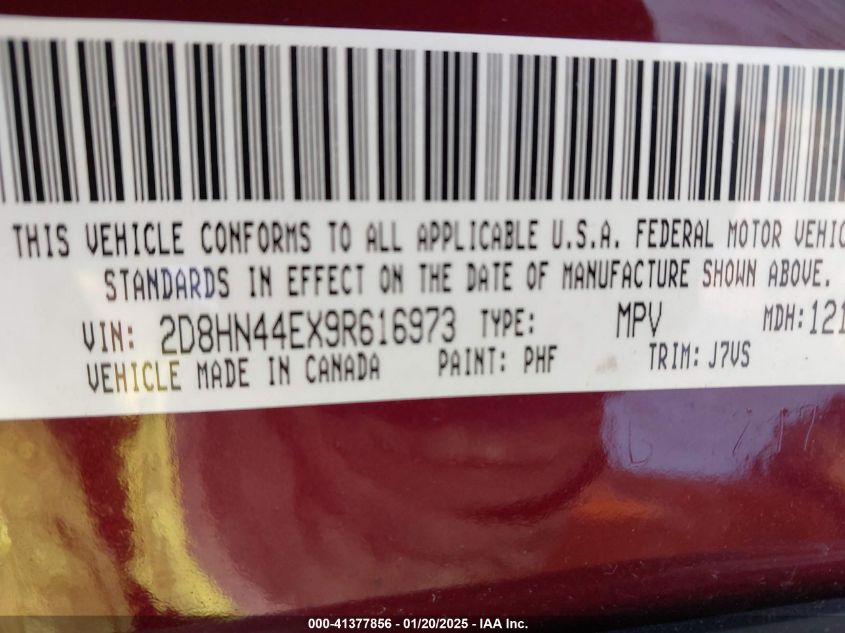 THIS VEHICLE CONFORMS TO ALL APPLICABLE U.S.A. FEDERAL MOTOR VEHIC
STANDARDS IN EFFECT ON THE DATE OF MANUFACTURE SHOWN ABOVE.
VIN: 2D8HN44EX9R616973 TYPE: MPV MDH:121
VEHICLE MADE IN CANADA PAINT: PHF TRIM: J7VS
000-41377856 — 01/20/2025 — IAA Inc.